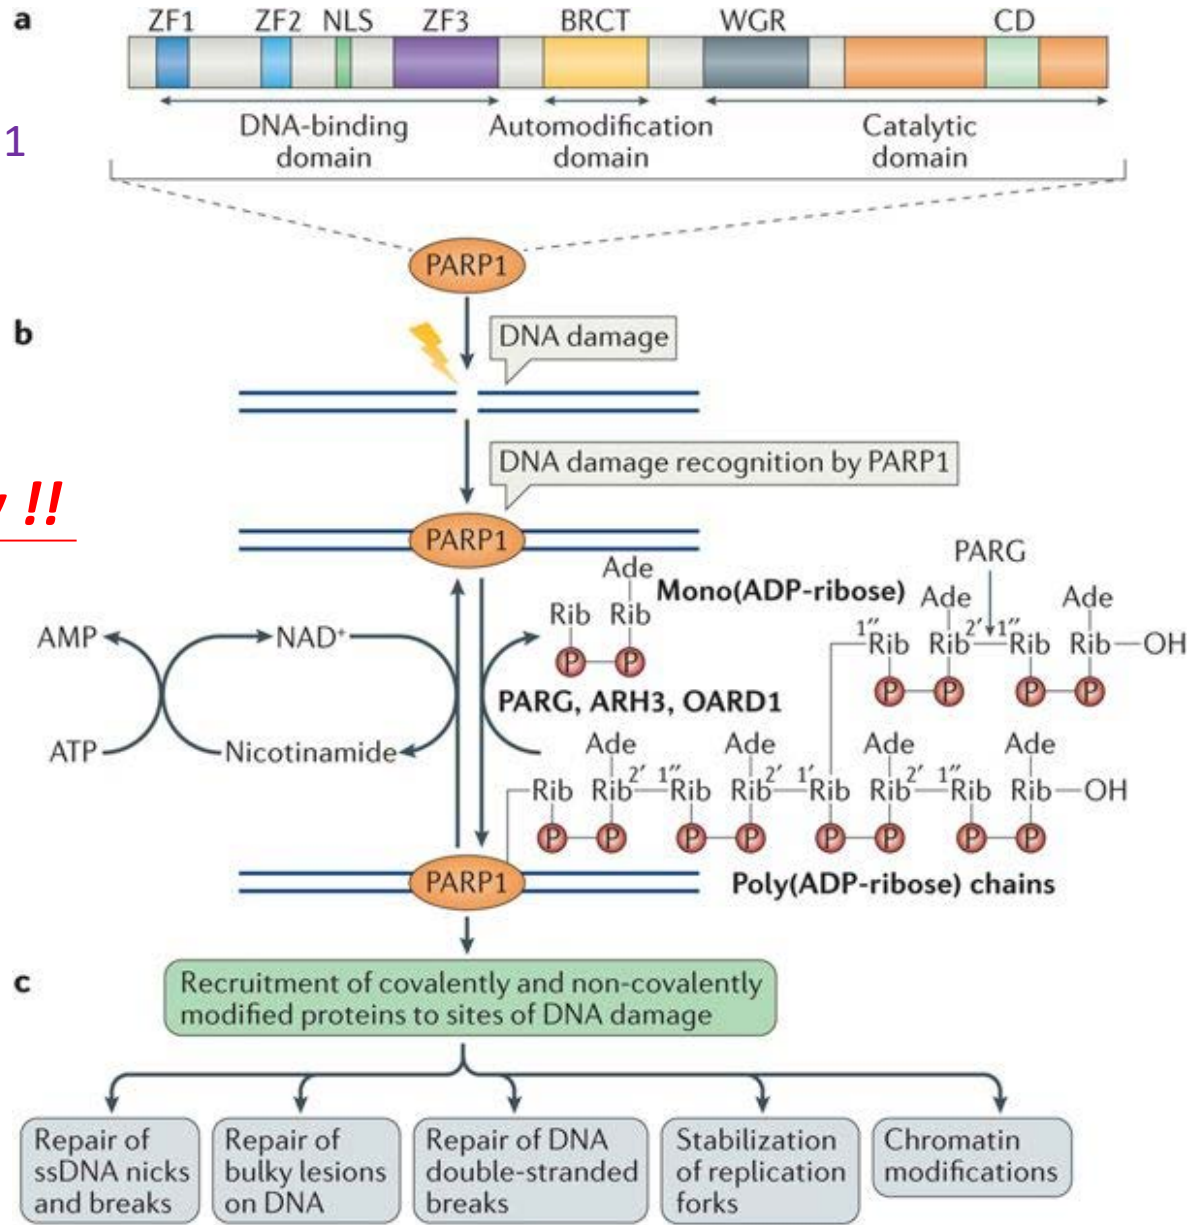 a
ZF1 ZF2 NLS ZF3 BRCT WGR CD
DNA-binding
domain
Automodification
domain
Catalytic
domain
1
PARP1
b
DNA damage
DNA damage recognition by PARP1
!!
PARP1
PARG
Ade
Mono(ADP-ribose)
Rib Rib
P P
Ade Ade
1″ Rib Rib 2′ 1″ Rib Rib OH
P P P P
AMP NAD⁺
PARG, ARH3, OARD1
ATP Nicotinamide
Ade Ade Ade Ade
Rib Rib 2′ 1″ Rib Rib 2′ 1′ Rib Rib 2′ 1″ Rib Rib OH
P P P P P P P P
PARP1
Poly(ADP-ribose) chains
c
Recruitment of covalently and non-covalently
modified proteins to sites of DNA damage
Repair of
ssDNA nicks
and breaks
Repair of
bulky lesions
on DNA
Repair of DNA
double-stranded
breaks
Stabilization
of replication
forks
Chromatin
modifications